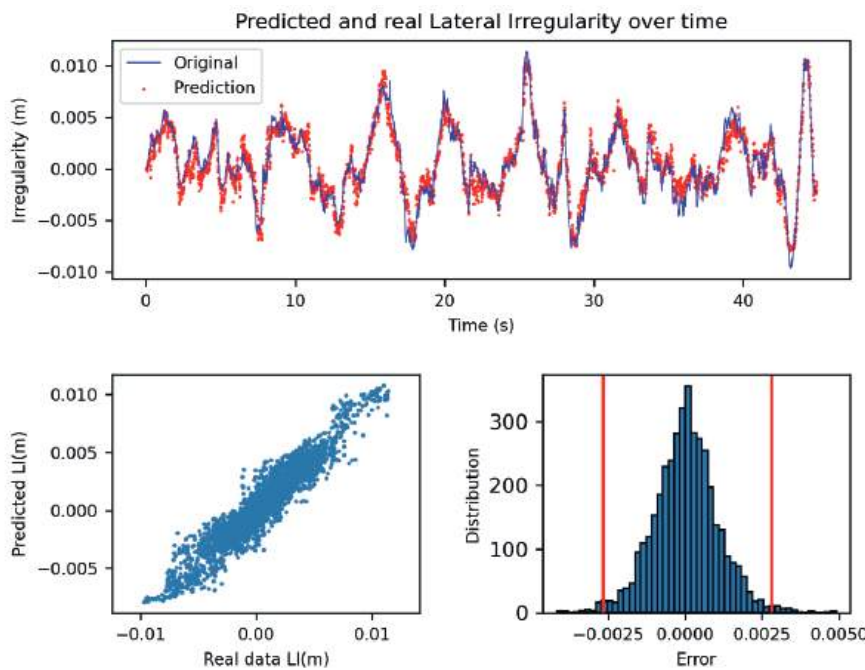 Predicted and real Lateral Irregularity over time
Original
Prediction
Irregularity (m)
0.010
0.005
0.000
−0.005
−0.010
0
10
20
30
40
Time (s)
Predicted LI(m)
0.010
0.005
0.000
−0.005
−0.01
0.00
0.01
Real data LI(m)
Distribution
300
200
100
0
−0.0025
0.0000
0.0025
0.0050
Error